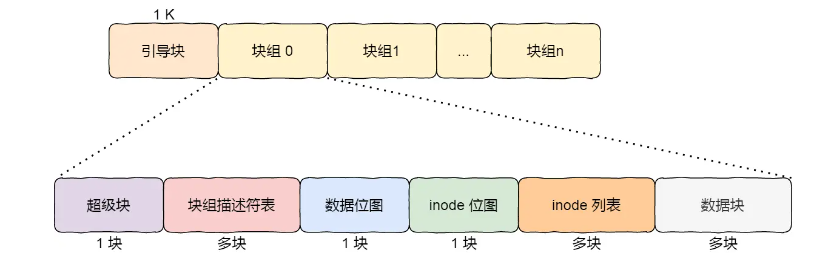 1 K
引导块
块组 0
块组1
...
块组n
超级块
块组描述符表
数据位图
inode 位图
inode 列表
数据块
1 块
多块
1 块
1 块
多块
多块